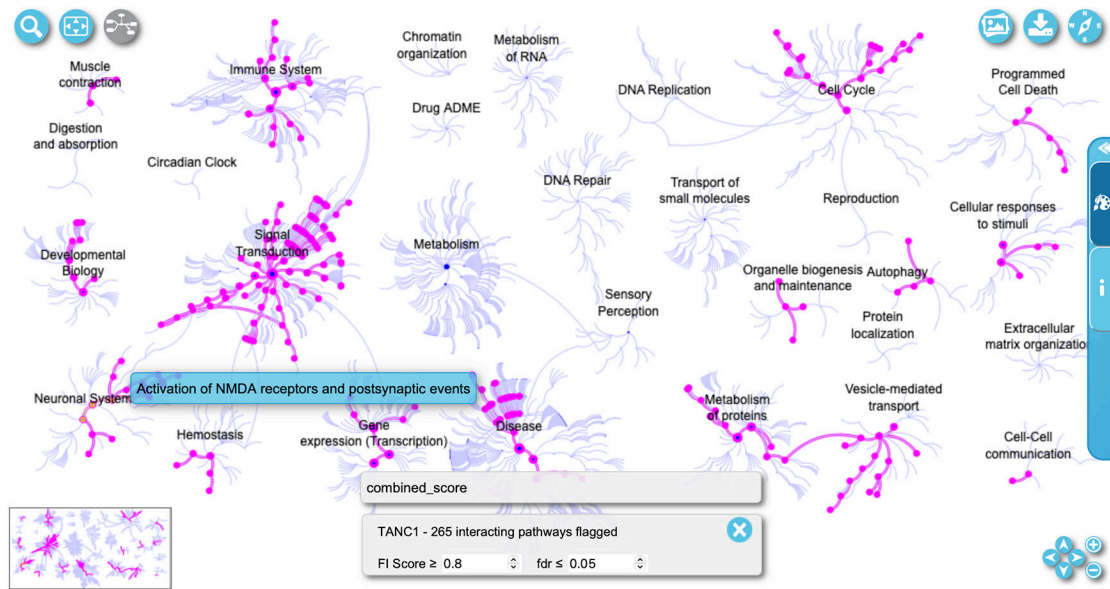 Immune System
Chromatin
organization
Metabolism
of RNA
Muscle
contraction
DNA Replication
Cell Cycle
Programmed
Cell Death
Drug ADME
Digestion
and absorption
Circadian Clock
DNA Repair
Transport of
small molecules
Reproduction
Cellular responses
to stimuli
Signal
Transduction
Metabolism
Developmental
Biology
Organelle biogenesis
and maintenance
Autophagy
Sensory
Perception
Protein
localization
Extracellular
matrix organizatio
Activation of NMDA receptors and postsynaptic events
Neuronal System
Hemostasis
Gene
expression (Transcription)
Disease
Metabolism
of proteins
Vesicle-mediated
transport
Cell-Cell
communication
combined_score
TANC1 - 265 interacting pathways flagged
FI Score ≥ 0.8 fdr ≤ 0.05
N
W E
S
i